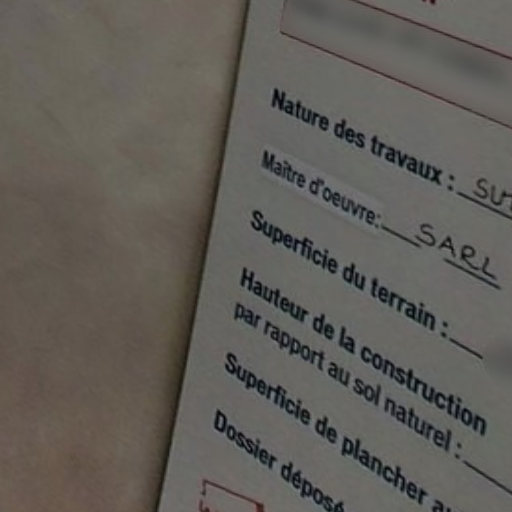 Nature des travaux :
Maître d'oeuvre: SARL
Superficie du terrain :
Hauteur de la construction
par rapport au sol naturel :
Superficie de plancher
Dossier déposé